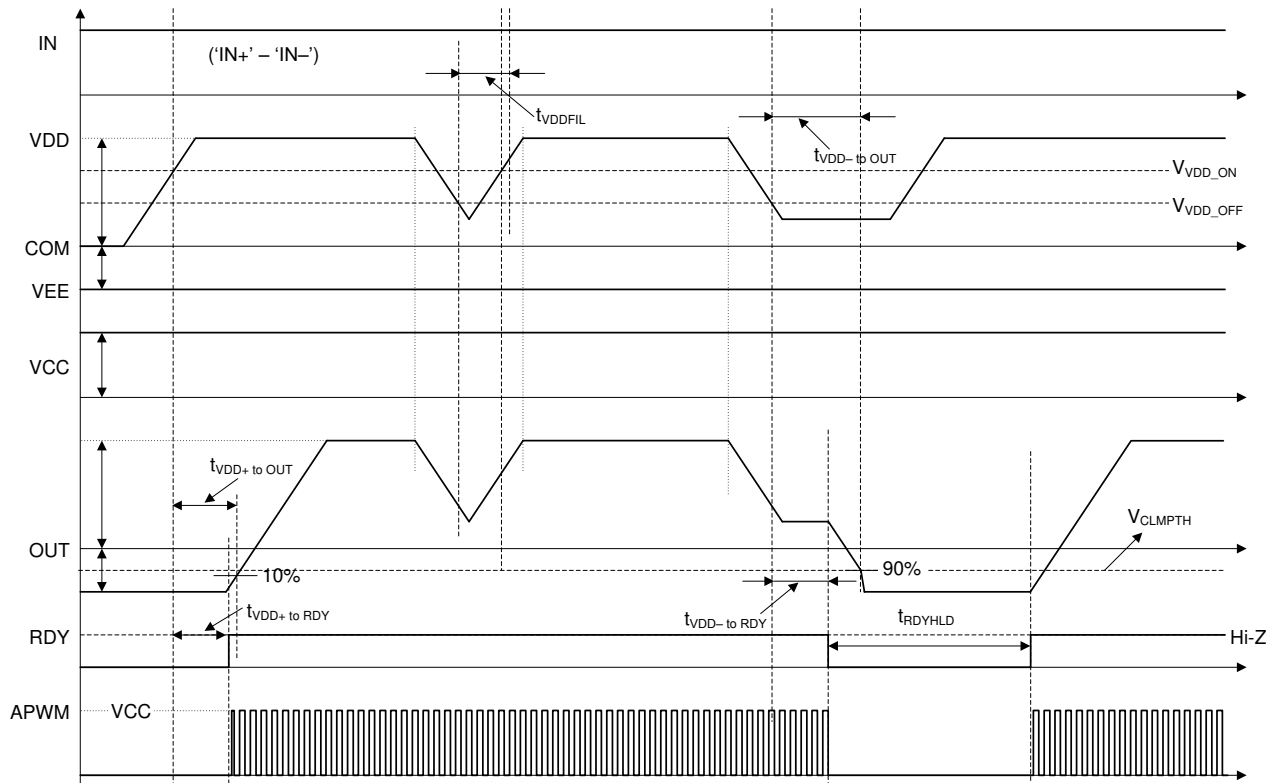 IN
(‘IN+’ – ‘IN–’)
tVDDFIL
VDD
tVDD– to OUT
VVDD_ON
VVDD_OFF
COM
VEE
VCC
tVDD+ to OUT
VCLMPTH
OUT
10%
90%
tVDD+ to RDY
tVDD– to RDY
tRDYHLD
RDY
Hi-Z
APWM
VCC